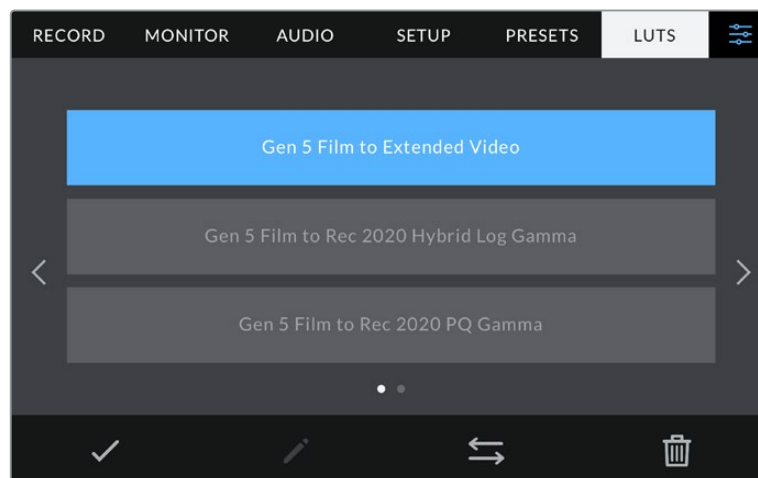 RECORD MONITOR AUDIO SETUP PRESETS LUTS
Gen 5 Film to Extended Video
Gen 5 Film to Rec 2020 Hybrid Log Gamma
Gen 5 Film to Rec 2020 PQ Gamma